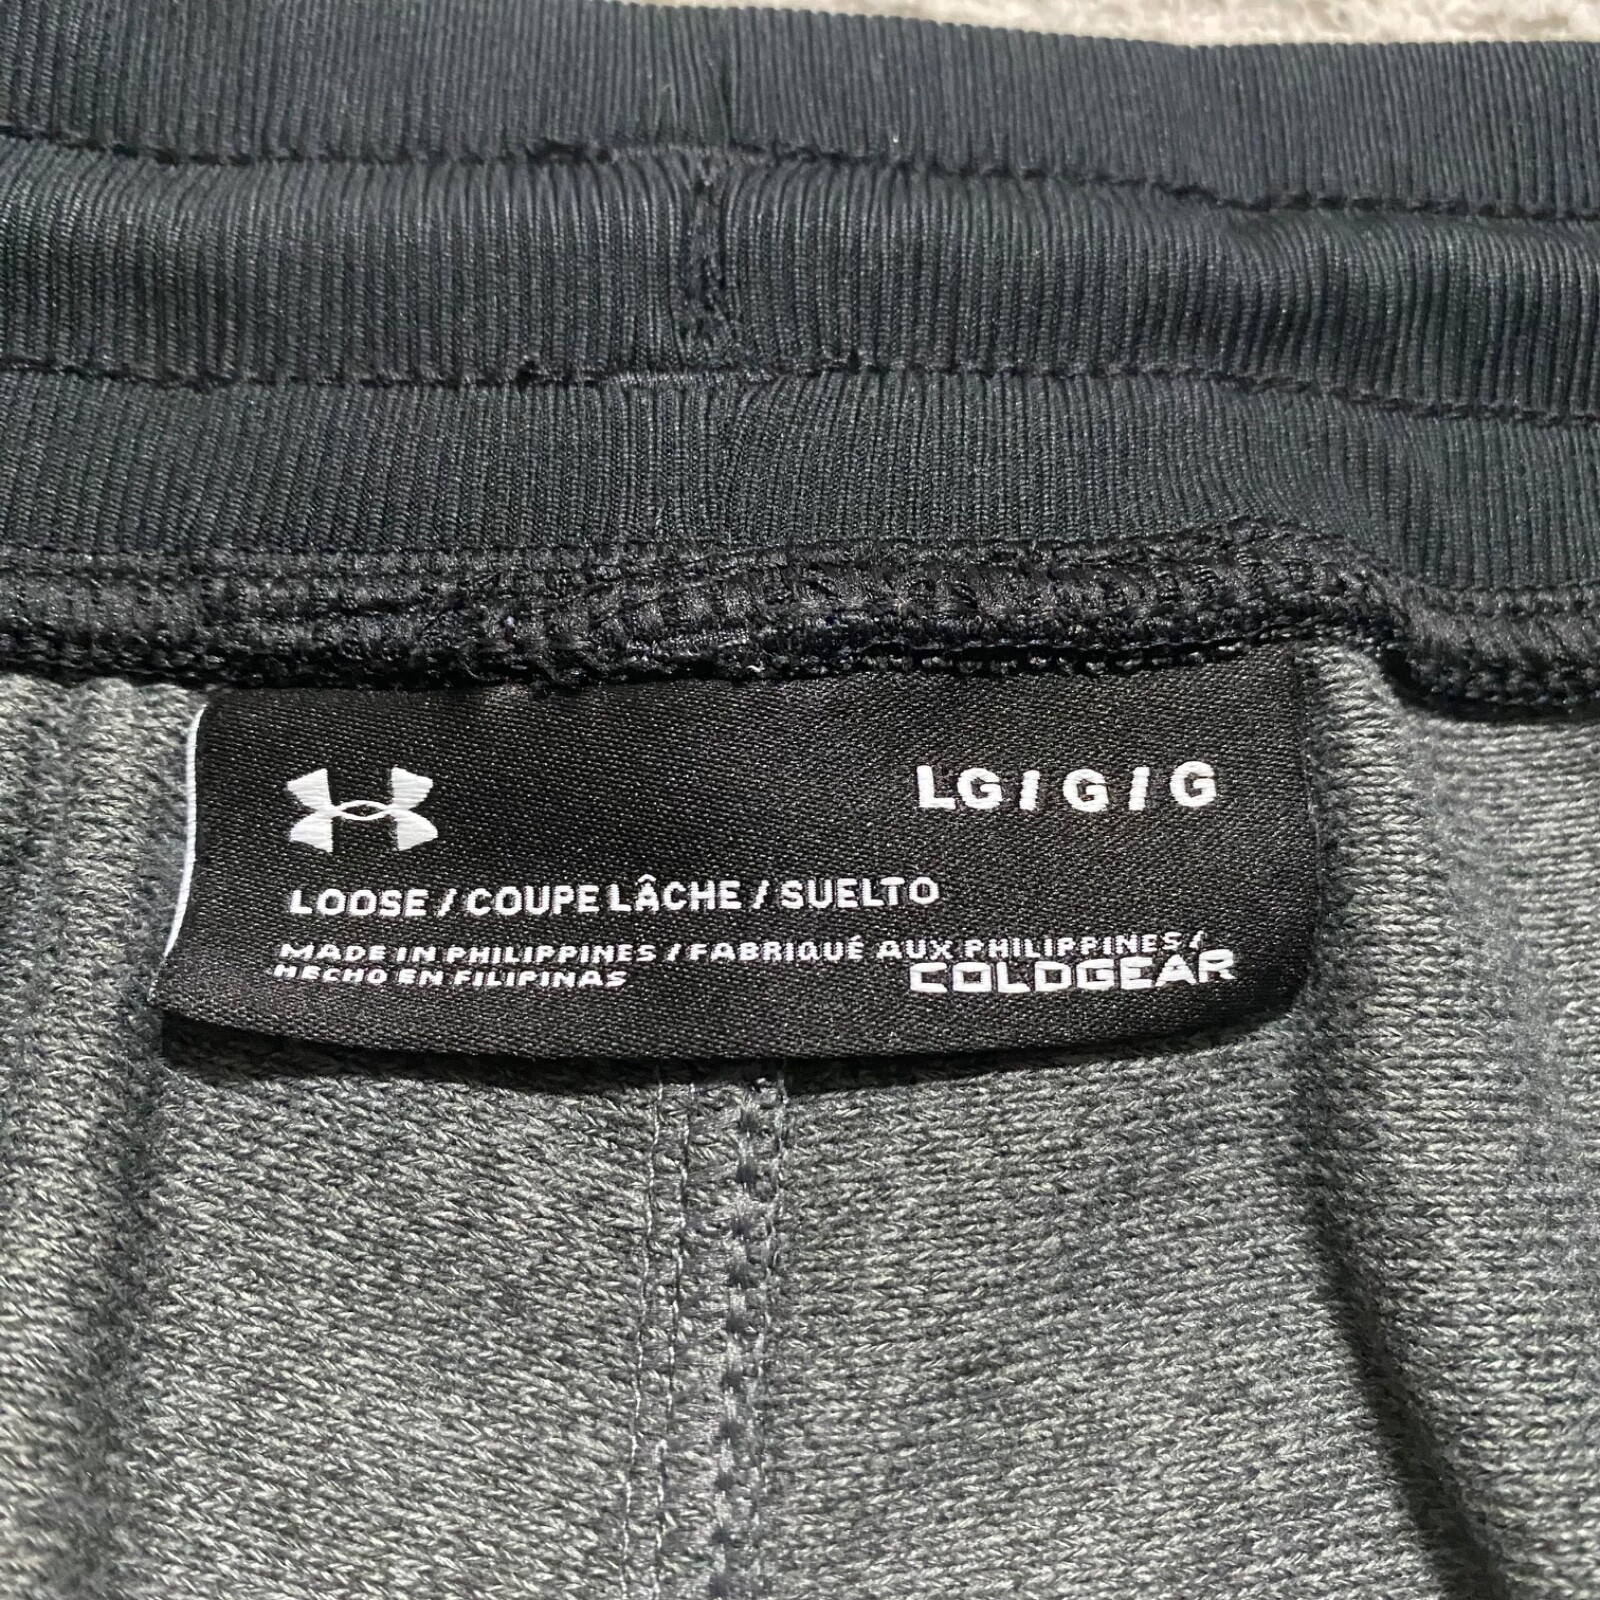 LG / G / G
LOOSE / COUPE LÂCHE / SUELTO
MADE IN PHILIPPINES / FABRIQUÉ AUX PHILIPPINES /
HECHO EN FILIPINAS
COLDGEAR